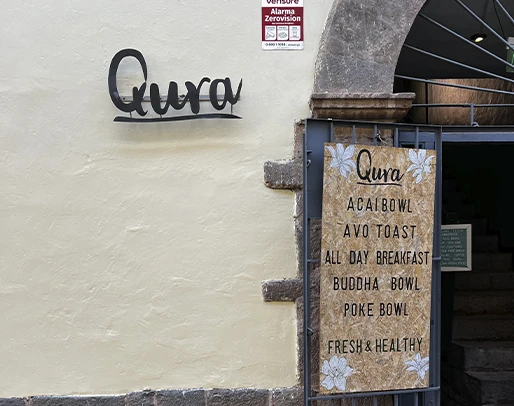 verisure
Alarma
Zerovision
Qura
Qura
ACAI BOWL
AVO TOAST
ALL DAY BREAKFAST
BUDDHA BOWL
POKE BOWL
FRESH & HEALTHY